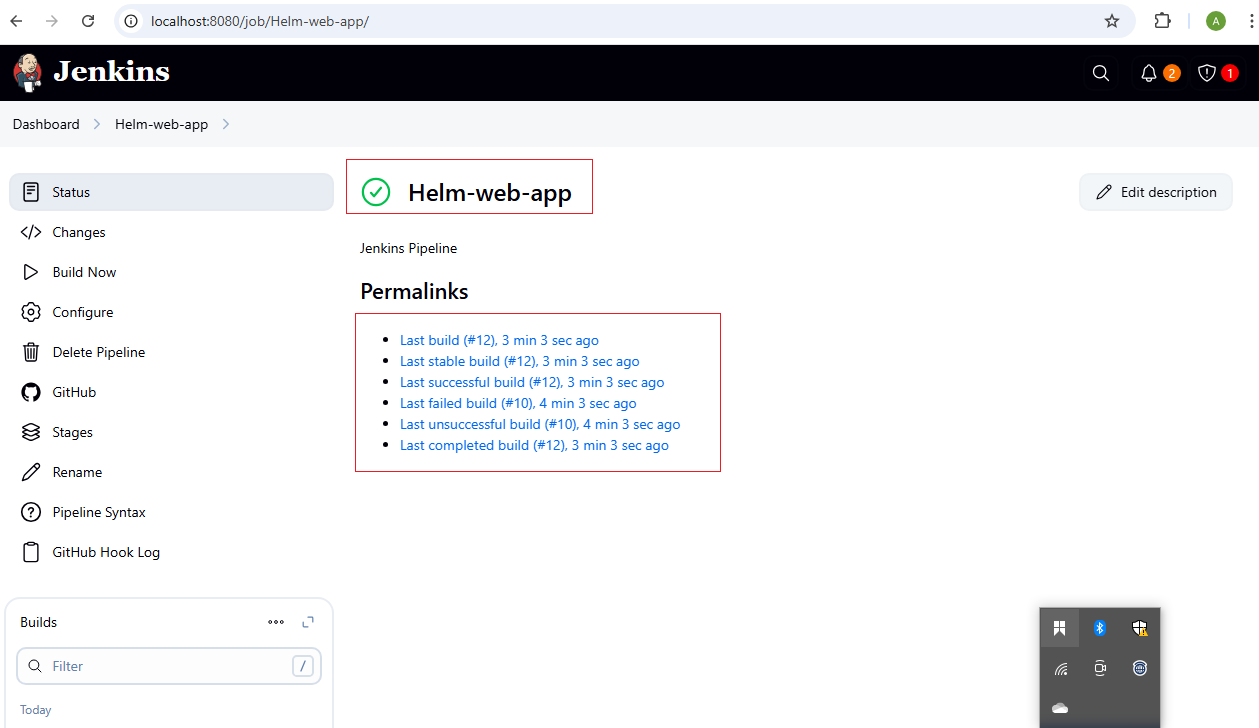 localhost:8080/job/Helm-web-app/
A
Jenkins
2
1
Dashboard
Helm-web-app
Status
Changes
Build Now
Configure
Delete Pipeline
GitHub
Stages
Rename
Pipeline Syntax
GitHub Hook Log
Builds
Filter
/
Today
Helm-web-app
Edit description
Jenkins Pipeline
Permalinks
Last build (#12), 3 min 3 sec ago
Last stable build (#12), 3 min 3 sec ago
Last successful build (#12), 3 min 3 sec ago
Last failed build (#10), 4 min 3 sec ago
Last unsuccessful build (#10), 4 min 3 sec ago
Last completed build (#12), 3 min 3 sec ago